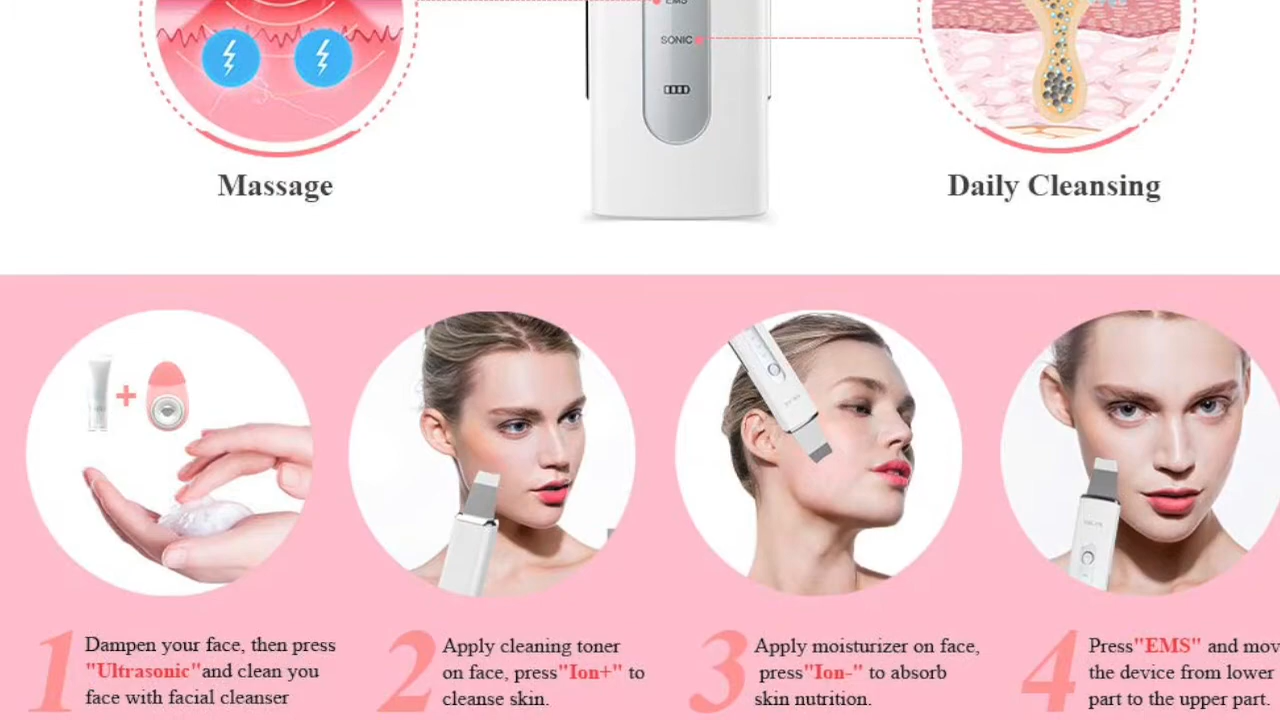 EMS
SONIC
Massage
Daily Cleansing
1
Dampen your face, then press
"Ultrasonic"and clean you
face with facial cleanser
2
Apply cleaning toner
on face, press"Ion+" to
cleanse skin.
3
Apply moisturizer on face,
press"Ion-" to absorb
skin nutrition.
4
Press"EMS" and mov
the device from lower
part to the upper part.